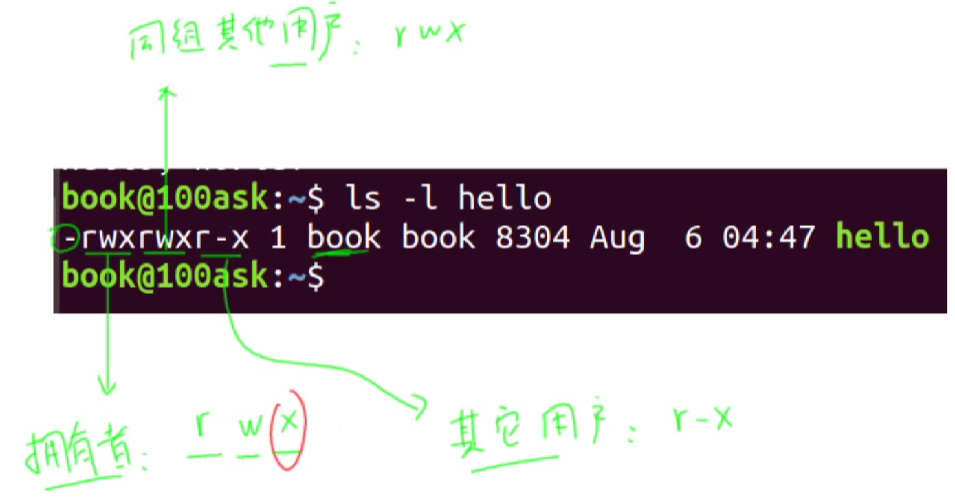 同组其他用户: rwx
book@100ask:~$ ls -l hello
-rwxrwxr-x 1 book book 8304 Aug  6 04:47 hello
book@100ask:~$
拥有者: r w x
其它用户: r-x